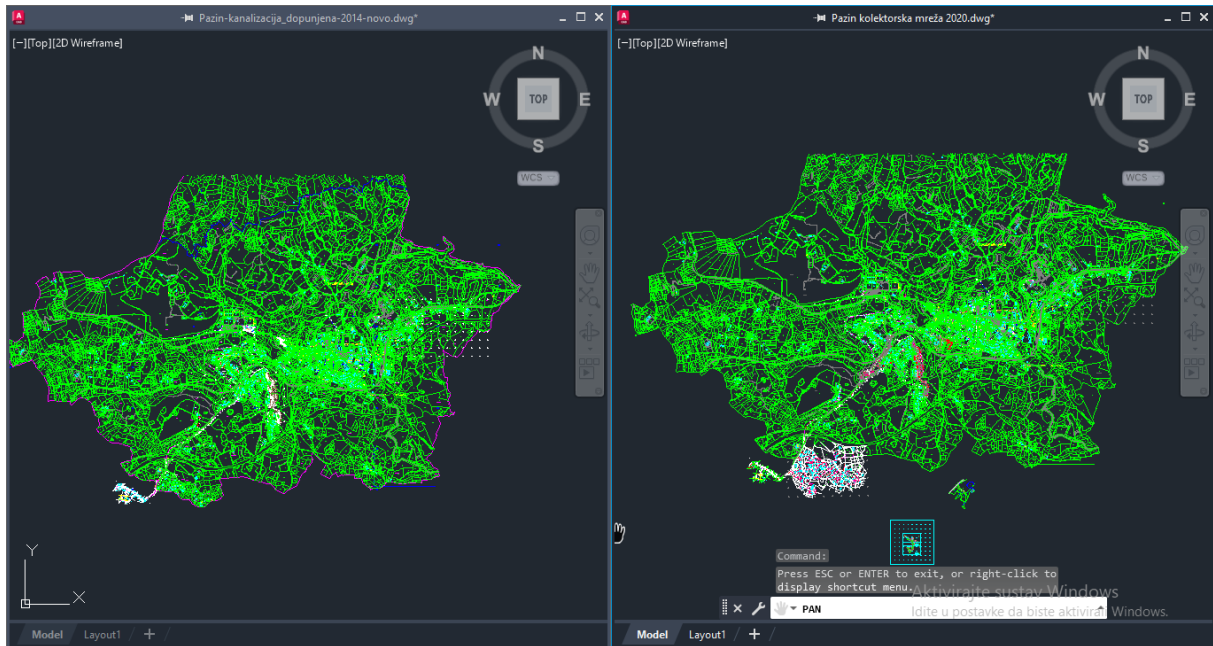 Pazin-kanalizacija_dopunjena-2014-novo.dwg*
[−][Top][2D Wireframe]
N
W
TOP
E
S
WCS
Y
X
Model
Layout1
+
Pazin kolektorska mreža 2020.dwg*
[−][Top][2D Wireframe]
N
W
TOP
E
S
WCS
Command:
Press ESC or ENTER to exit, or right-click to
display shortcut menu.
Aktivirajte sustav Windows
PAN
Idite u postavke da biste aktivirali Windows.
Model
Layout1
+